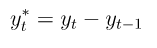 $y_t^* = y_t - y_{t-1}$